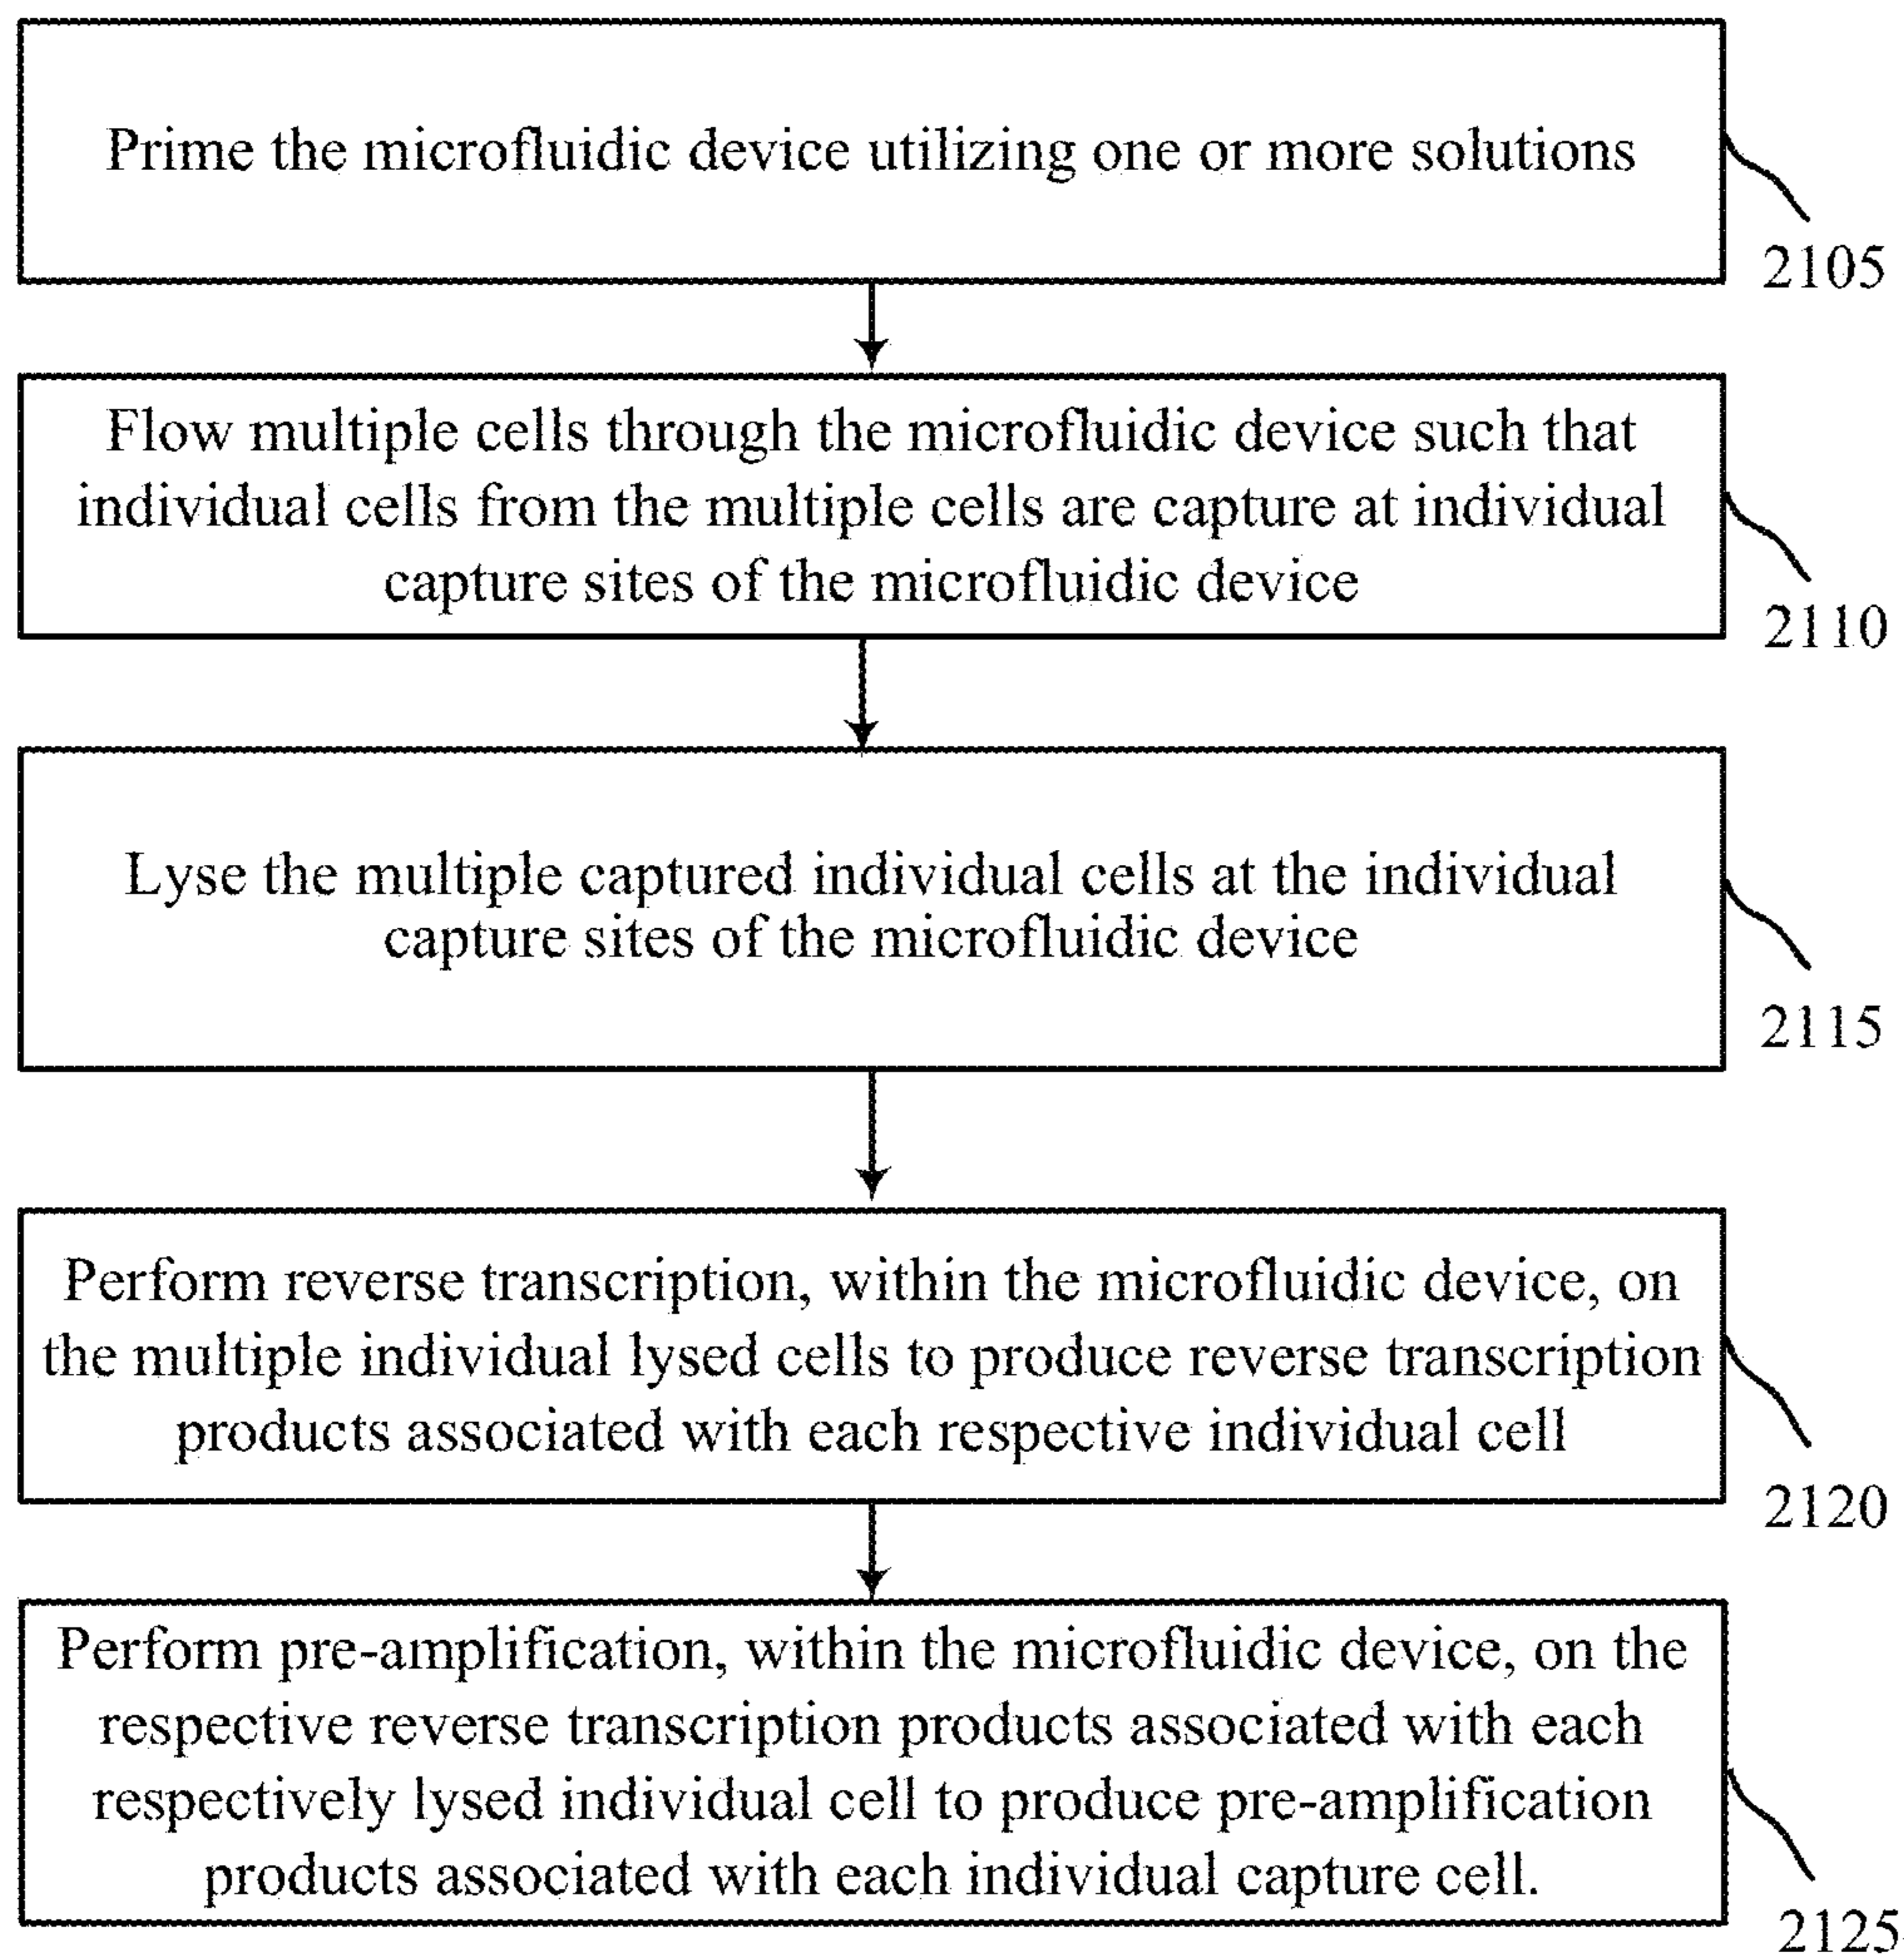 Prime the microfluidic device utilizing one or more solutions
2105
Flow multiple cells through the microfluidic device such that
individual cells from the multiple cells are capture at individual
capture sites of the microfluidic device
2110
Lyse the multiple captured individual cells at the individual
capture sites of the microfluidic device
2115
Perform reverse transcription, within the microfluidic device, on
the multiple individual lysed cells to produce reverse transcription
products associated with each respective individual cell
2120
Perform pre-amplification, within the microfluidic device, on the
respective reverse transcription products associated with each
respectively lysed individual cell to produce pre-amplification
products associated with each individual capture cell.
2125